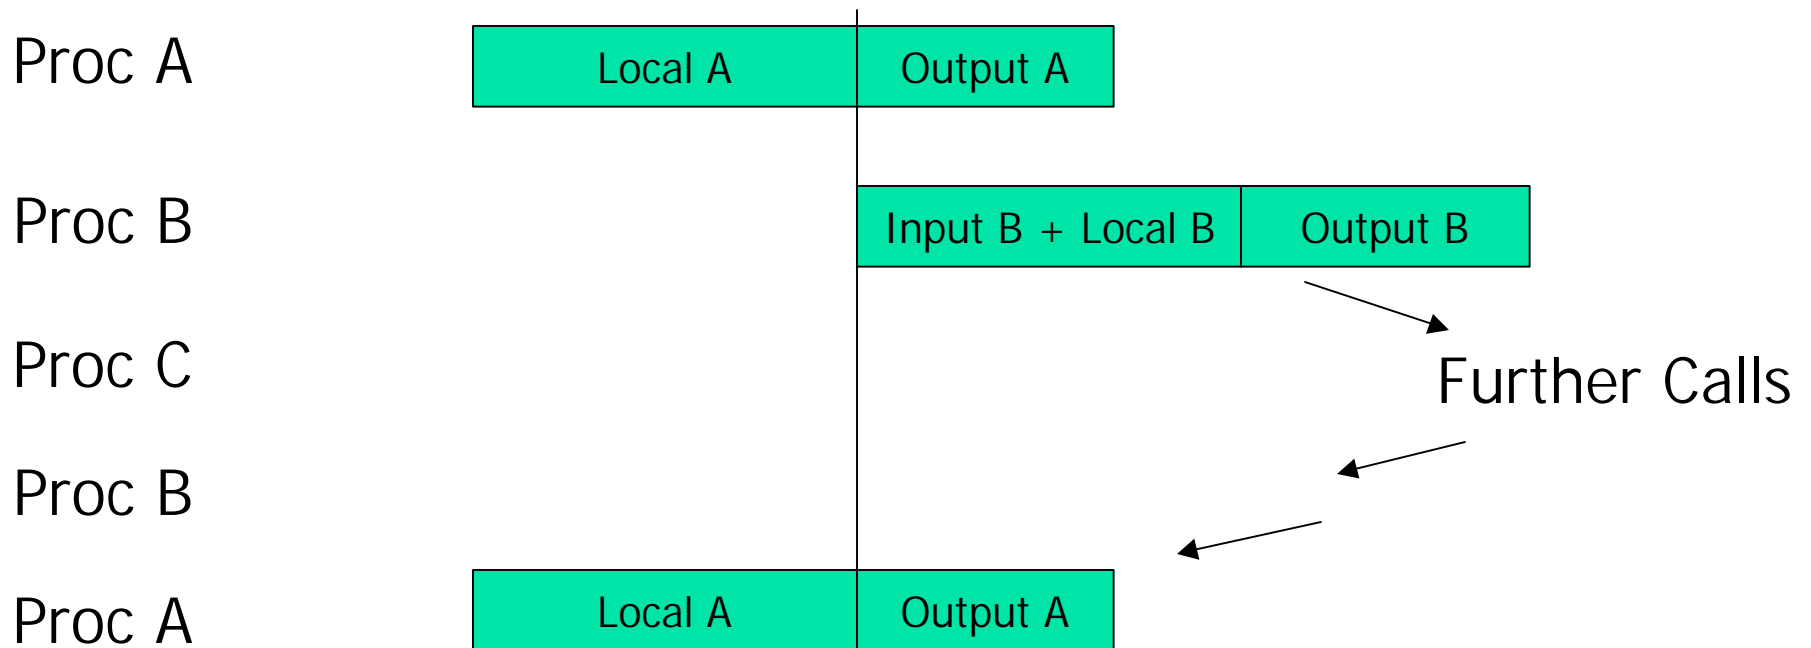 Proc A
Local A
Output A
Proc B
Input B + Local B
Output B
Proc C
Further Calls
Proc B
Proc A
Local A
Output A